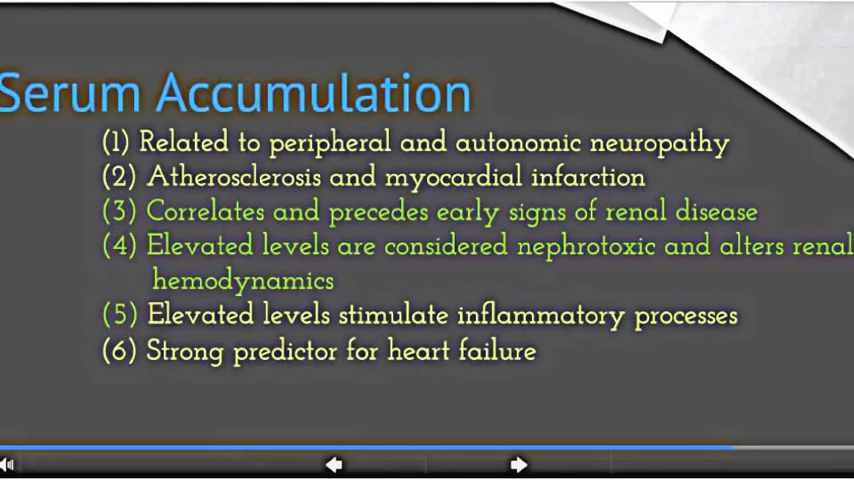 Serum Accumulation
(1) Related to peripheral and autonomic neuropathy
(2) Atherosclerosis and myocardial infarction
(3) Correlates and precedes early signs of renal disease
(4) Elevated levels are considered nephrotoxic and alters renal
hemodynamics
(5) Elevated levels stimulate inflammatory processes
(6) Strong predictor for heart failure